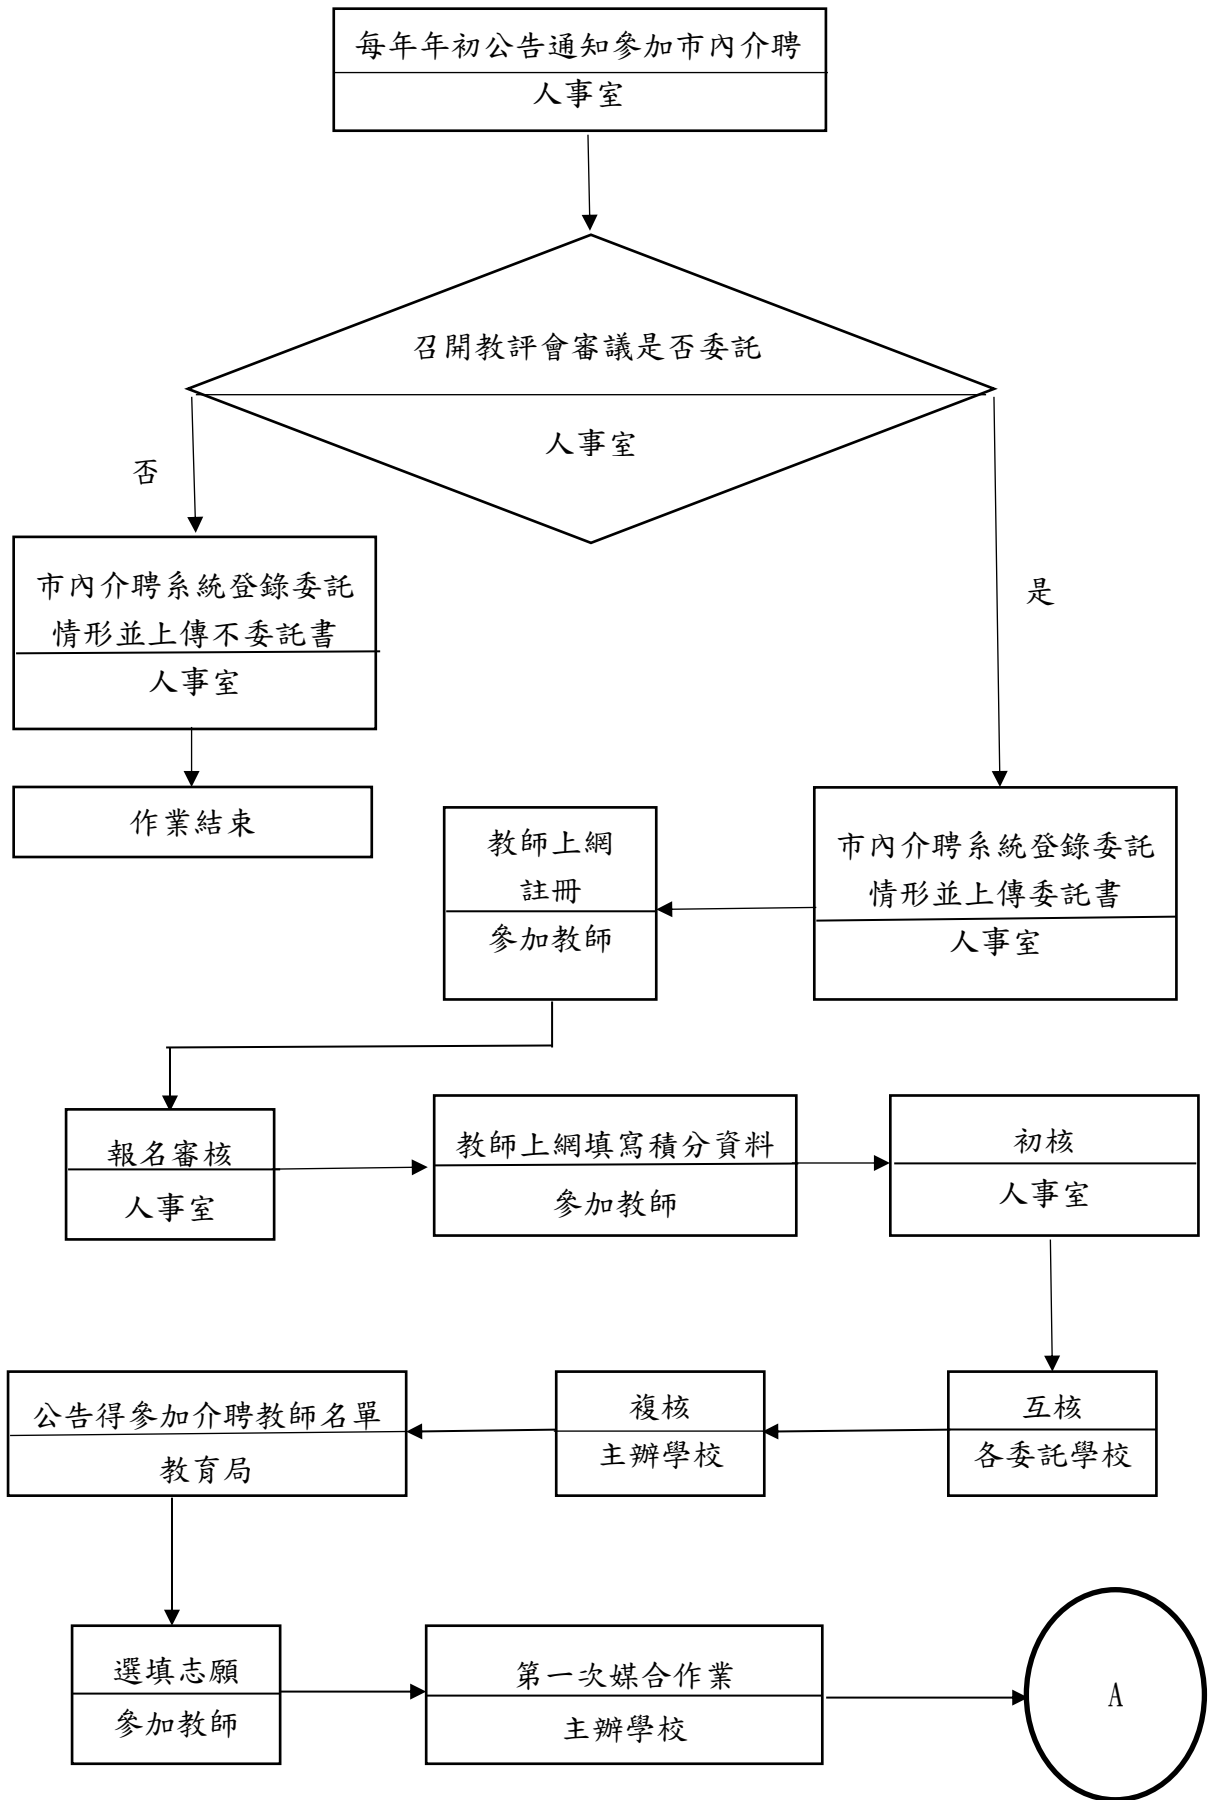 每年年初公告通知參加市內介聘
人事室
召開教評會審議是否委託
人事室
否
是
市內介聘系統登錄委託
情形並上傳不委託書
人事室
作業結束
市內介聘系統登錄委託
情形並上傳委託書
人事室
教師上網
註冊
參加教師
報名審核
人事室
教師上網填寫積分資料
參加教師
初核
人事室
互核
各委託學校
複核
主辦學校
公告得參加介聘教師名單
教育局
選填志願
參加教師
第一次媒合作業
主辦學校
A